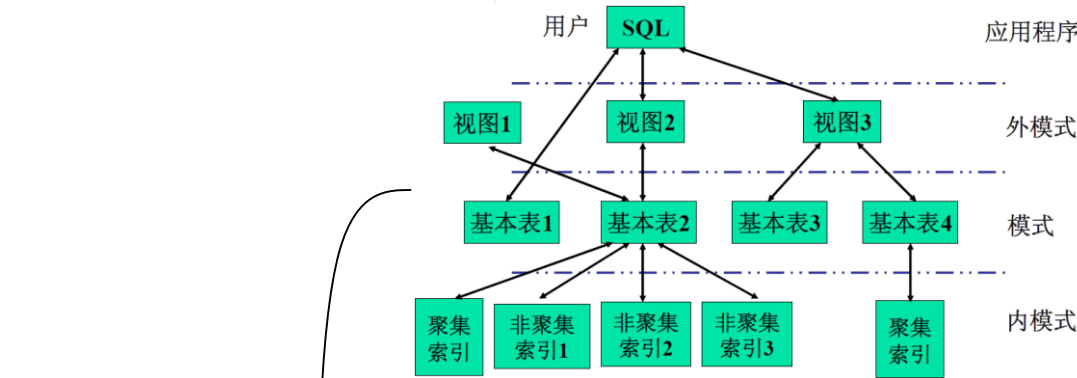 用户
SQL
应用程序
视图1
视图2
视图3
外模式
基本表1
基本表2
基本表3
基本表4
模式
聚集
索引
非聚集
索引1
非聚集
索引2
非聚集
索引3
聚集
索引
内模式